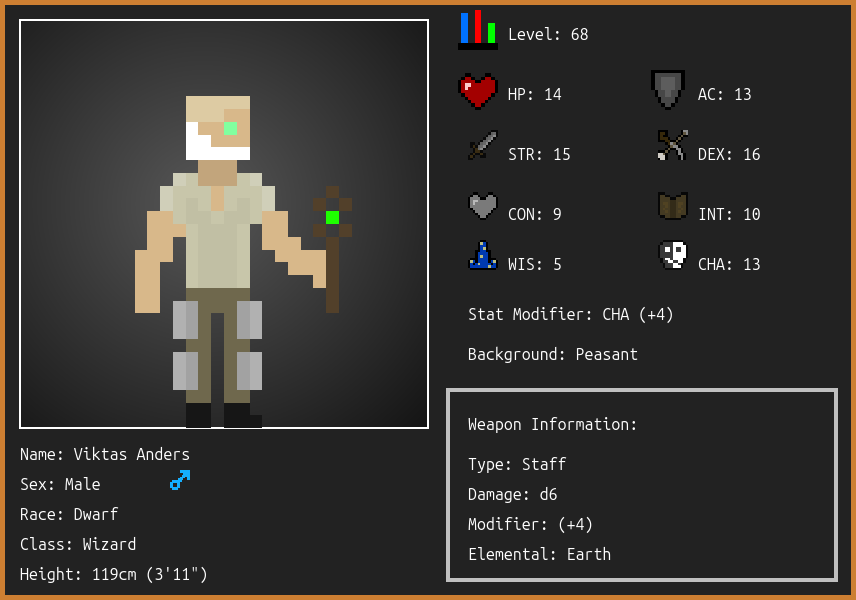 Level: 68
HP: 14
AC: 13
STR: 15
DEX: 16
CON: 9
INT: 10
WIS: 5
CHA: 13
Stat Modifier: CHA (+4)
Background: Peasant
Weapon Information:
Type: Staff
Damage: d6
Modifier: (+4)
Elemental: Earth
Name: Viktas Anders
Sex: Male
Race: Dwarf
Class: Wizard
Height: 119cm (3'11")